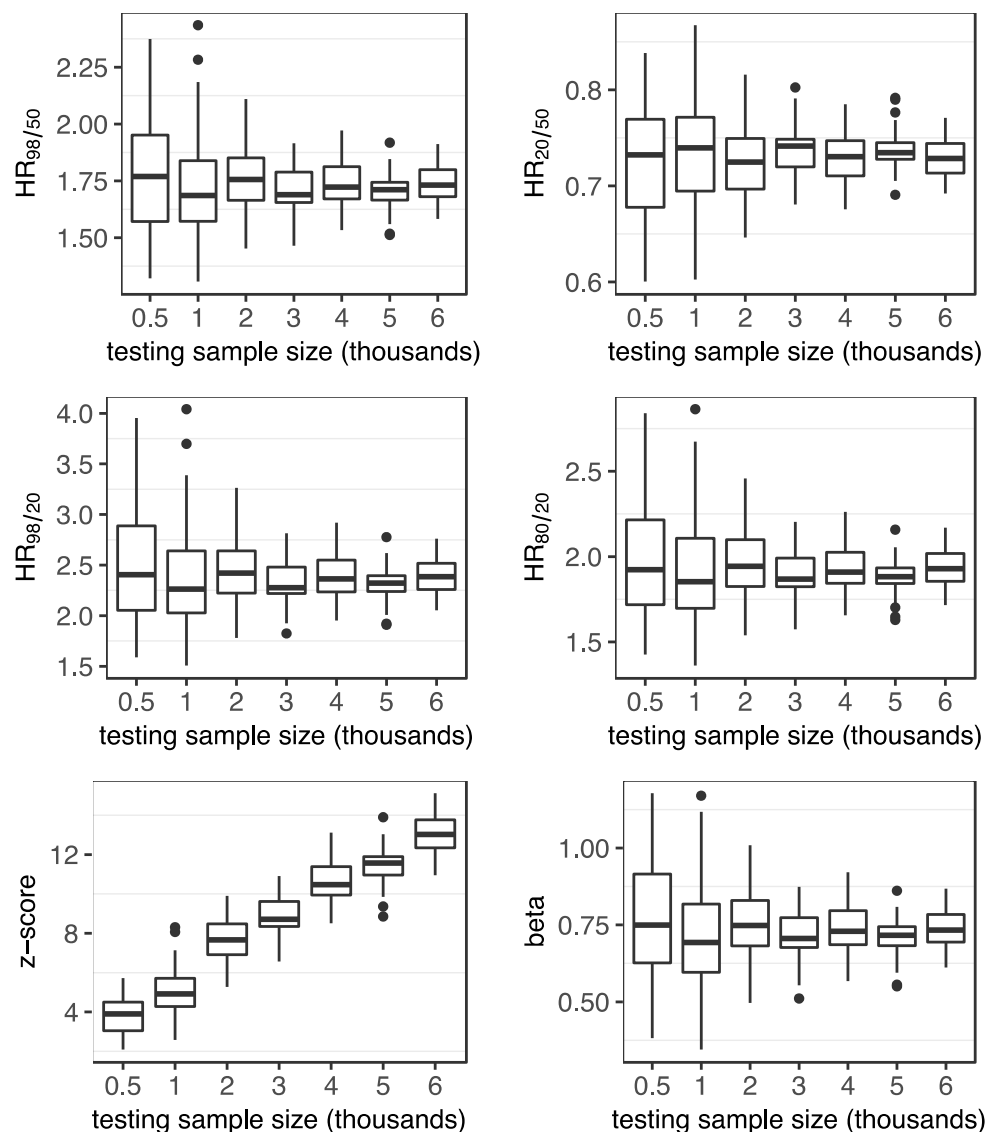 HR98/50
2.25
2.00
1.75
1.50
0.5 1 2 3 4 5 6
testing sample size (thousands)
HR20/50
0.8
0.7
0.6
0.5 1 2 3 4 5 6
testing sample size (thousands)
HR98/20
4.0
3.5
3.0
2.5
2.0
1.5
0.5 1 2 3 4 5 6
testing sample size (thousands)
HR80/20
2.5
2.0
1.5
0.5 1 2 3 4 5 6
testing sample size (thousands)
z−score
12
8
4
0.5 1 2 3 4 5 6
testing sample size (thousands)
beta
1.00
0.75
0.50
0.5 1 2 3 4 5 6
testing sample size (thousands)